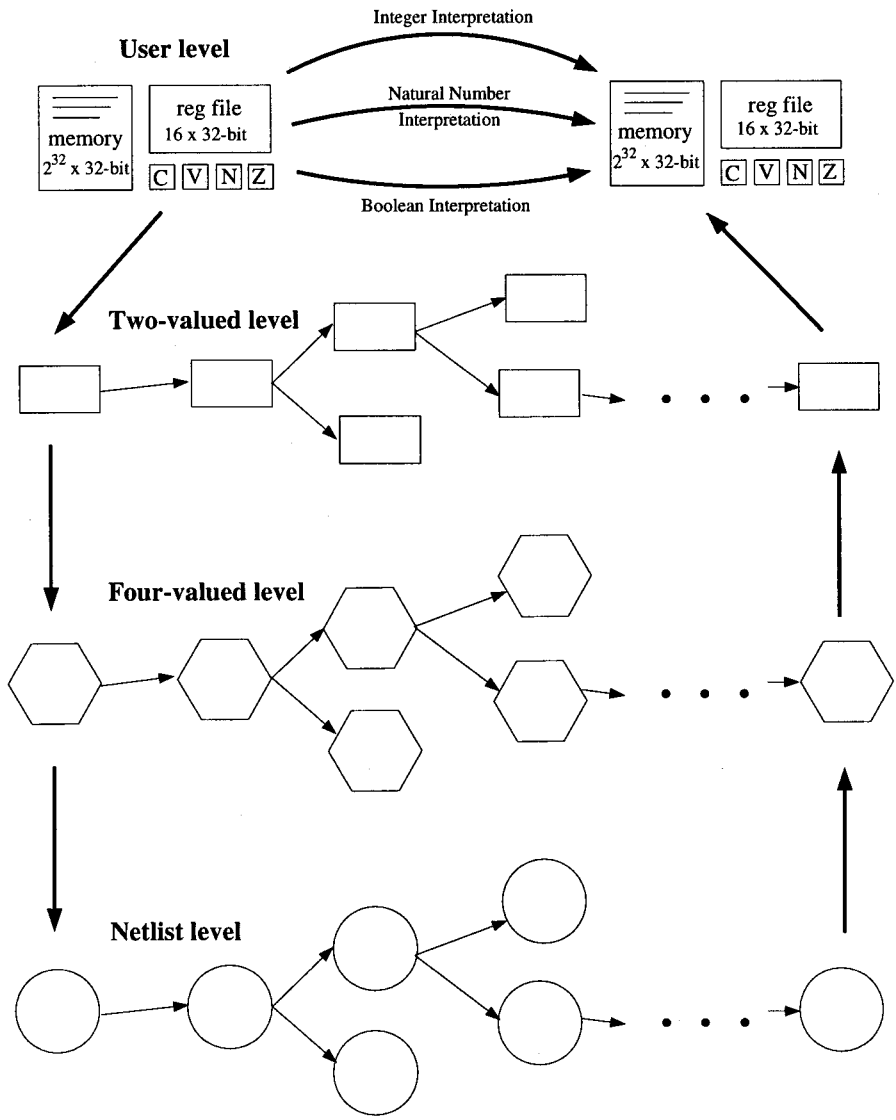 Integer Interpretation
User level
reg file
16 x 32-bit
memory
2^32 x 32-bit
C V N Z
Natural Number
Interpretation
Boolean Interpretation
reg file
16 x 32-bit
memory
2^32 x 32-bit
C V N Z
Two-valued level
Four-valued level
Netlist level